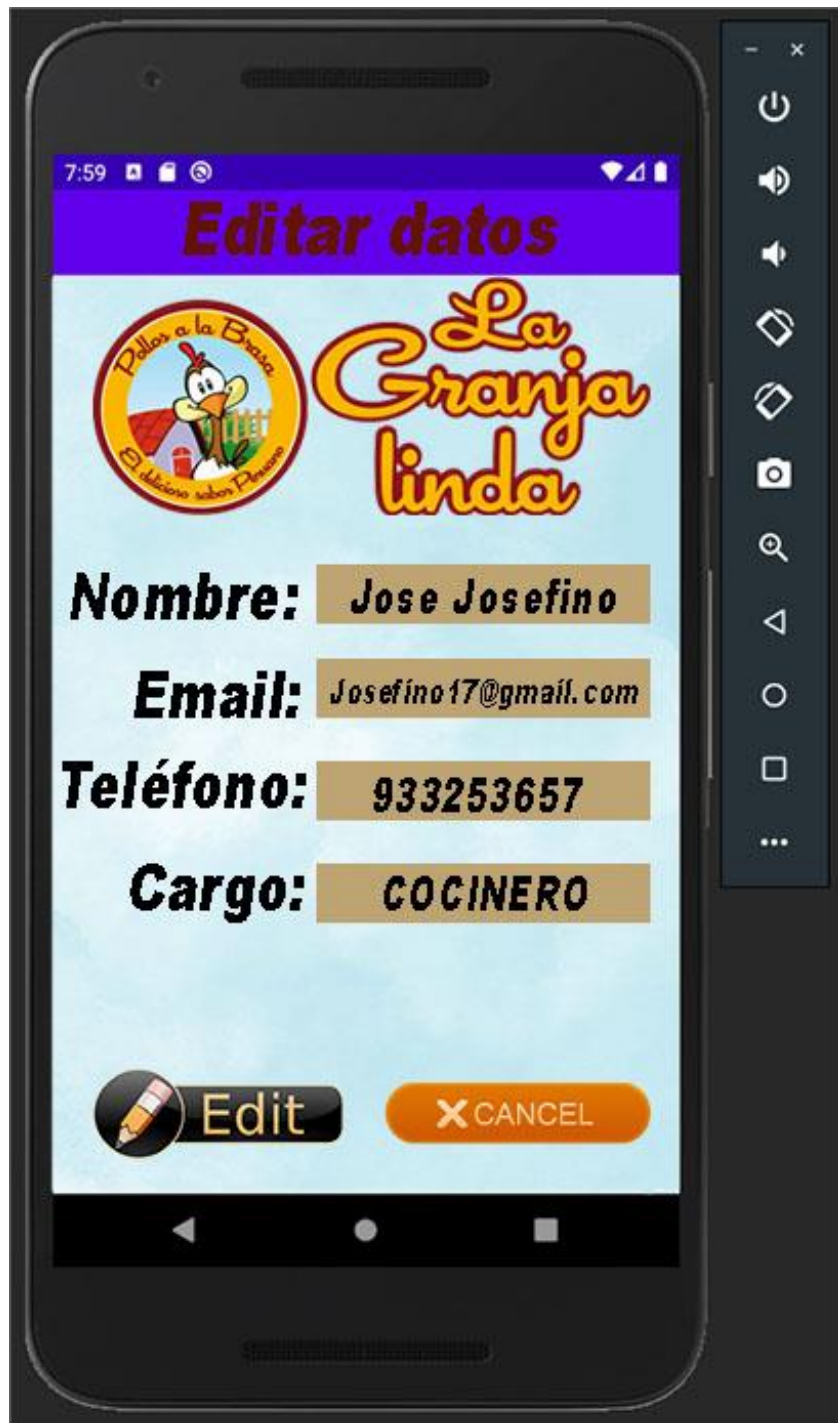 7:59
Editar datos
Pollos a la Brasa
El delicioso sabor Peruano
La
Granja
linda
Nombre: Jose Josefino
Email: Josefino17@gmail.com
Teléfono: 933253657
Cargo: COCINERO
Edit
CANCEL